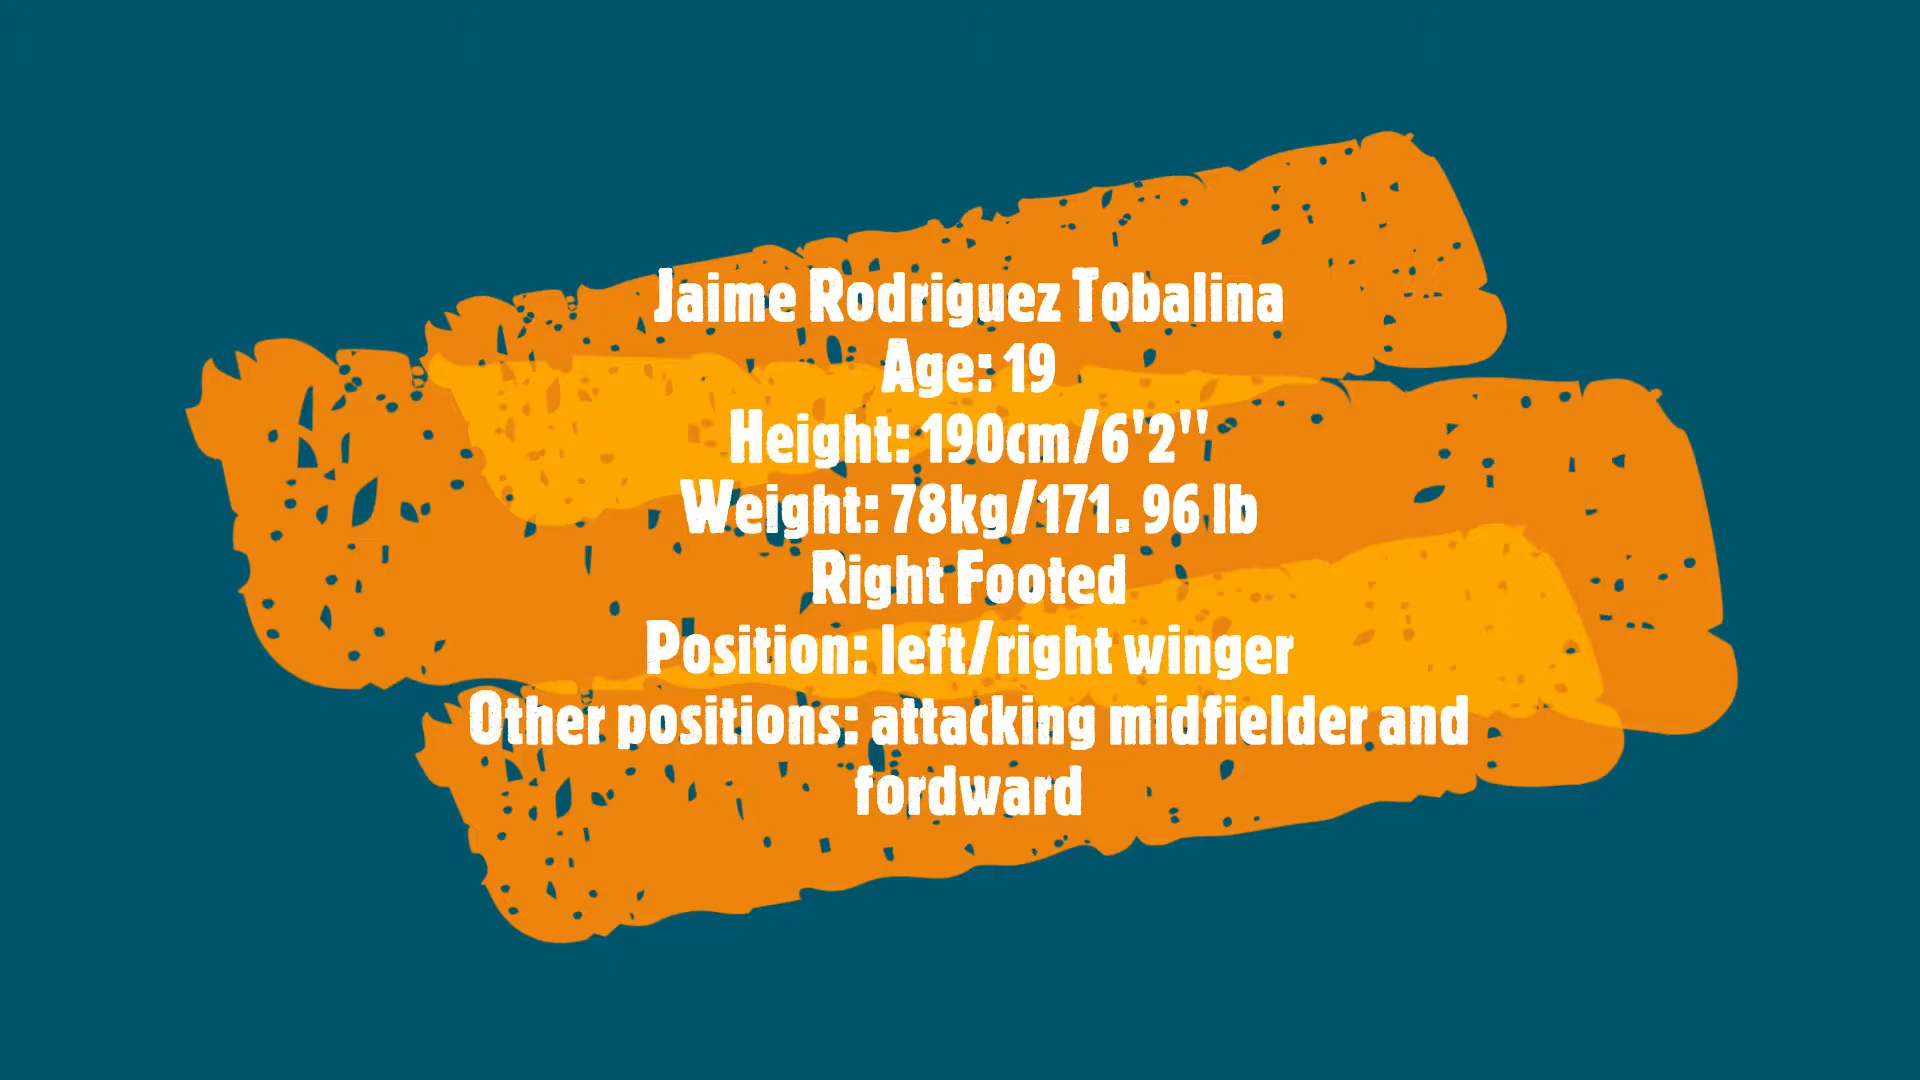 Jaime Rodriguez Tobalina
Age: 19
Height: 190cm/6'2''
Weight: 78kg/171. 96 lb
Right Footed
Position: left/right winger
Other positions: attacking midfielder and
fordward